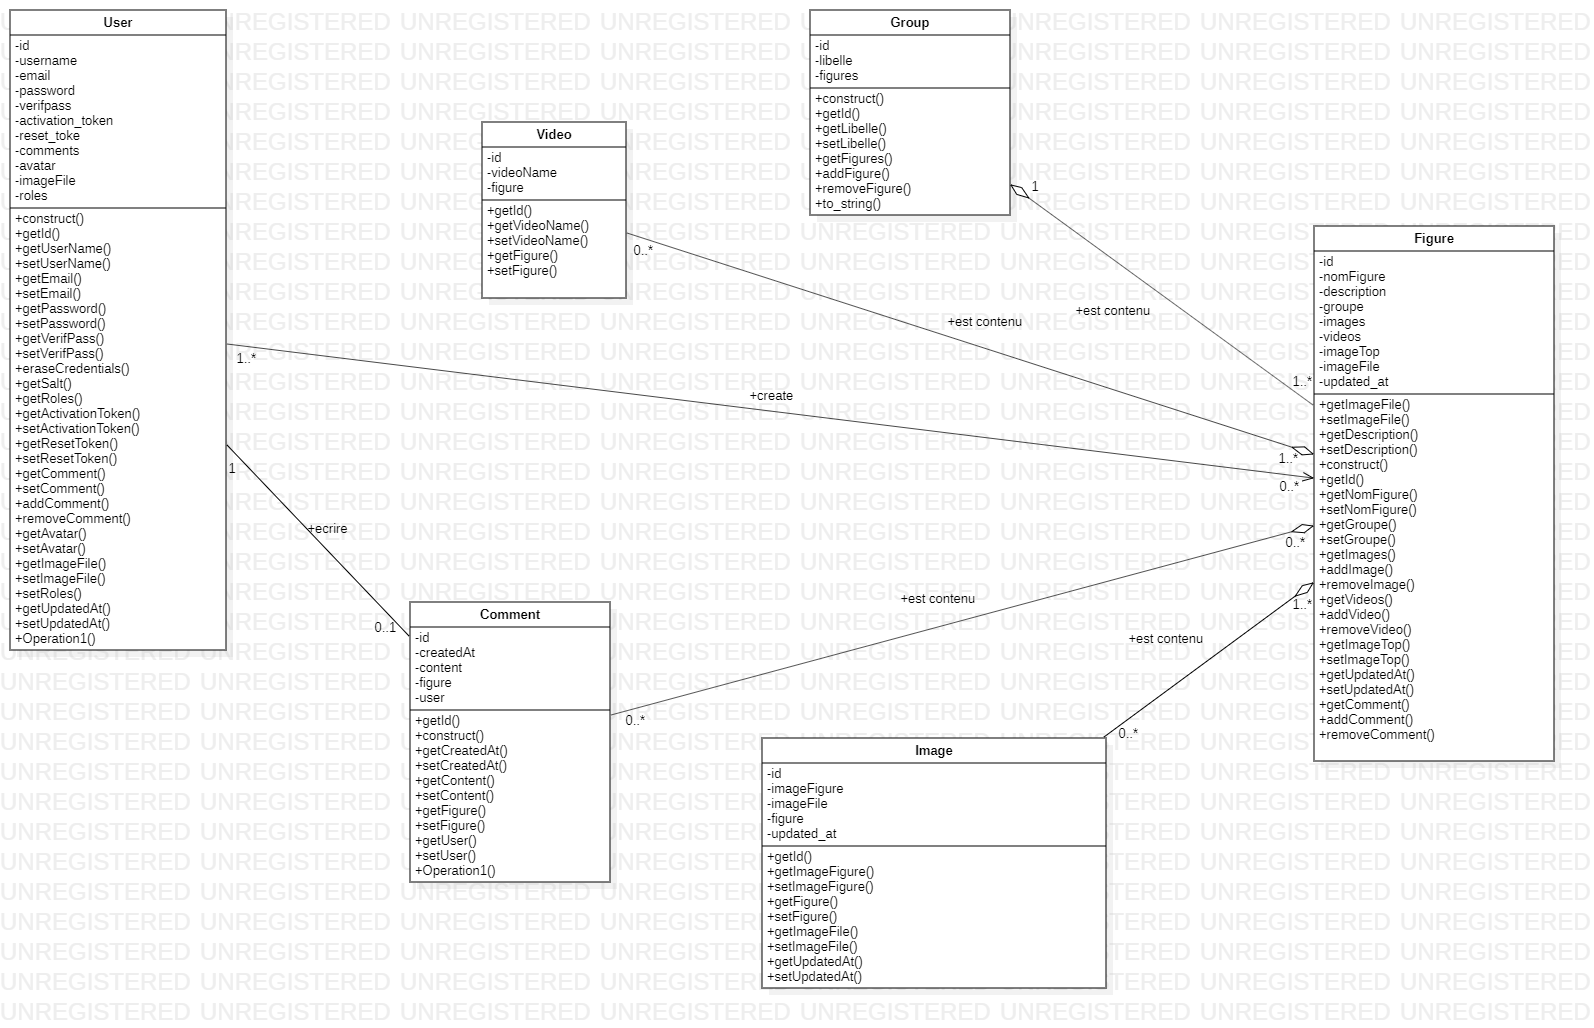 User
-id
-username
-email
-password
-verifpass
-activation_token
-reset_toke
-comments
-avatar
-imageFile
-roles
+construct()
+getId()
+getUserName()
+setUserName()
+getEmail()
+setEmail()
+getPassword()
+setPassword()
+getVerifPass()
+setVerifPass()
+eraseCredentials()
+getSalt()
+getRoles()
+getActivationToken()
+setActivationToken()
+getResetToken()
+setResetToken()
+getComment()
+setComment()
+addComment()
+removeComment()
+getAvatar()
+setAvatar()
+getImageFile()
+setImageFile()
+setRoles()
+getUpdatedAt()
+setUpdatedAt()
+Operation1()
Video
-id
-videoName
-figure
+getId()
+getVideoName()
+setVideoName()
+getFigure()
+setFigure()
Group
-id
-libelle
-figures
+construct()
+getId()
+getLibelle()
+setLibelle()
+getFigures()
+addFigure()
+removeFigure()
+to_string()
Figure
-id
-nomFigure
-description
-groupe
-images
-videos
-imageTop
-imageFile
-updated_at
+getImageFile()
+setImageFile()
+getDescription()
+setDescription()
+construct()
+getId()
+getNomFigure()
+setNomFigure()
+getGroupe()
+setGroupe()
+getImages()
+addImage()
+removeImage()
+getVideos()
+addVideo()
+removeVideo()
+getImageTop()
+setImageTop()
+getUpdatedAt()
+setUpdatedAt()
+getComment()
+addComment()
+removeComment()
Comment
-id
-createdAt
-content
-figure
-user
+getId()
+construct()
+getCreatedAt()
+setCreatedAt()
+getContent()
+setContent()
+getFigure()
+setFigure()
+getUser()
+setUser()
+Operation1()
Image
-id
-imageFigure
-imageFile
-figure
-updated_at
+getId()
+getImageFigure()
+setImageFigure()
+getFigure()
+setFigure()
+getImageFile()
+setImageFile()
+getUpdatedAt()
+setUpdatedAt()
1
+est contenu
1..*
0..*
+est contenu
1..*
1..*
+create
0..*
1
+ecrire
0..1
0..*
+est contenu
0..*
1..*
+est contenu
0..*
UNREGISTERED